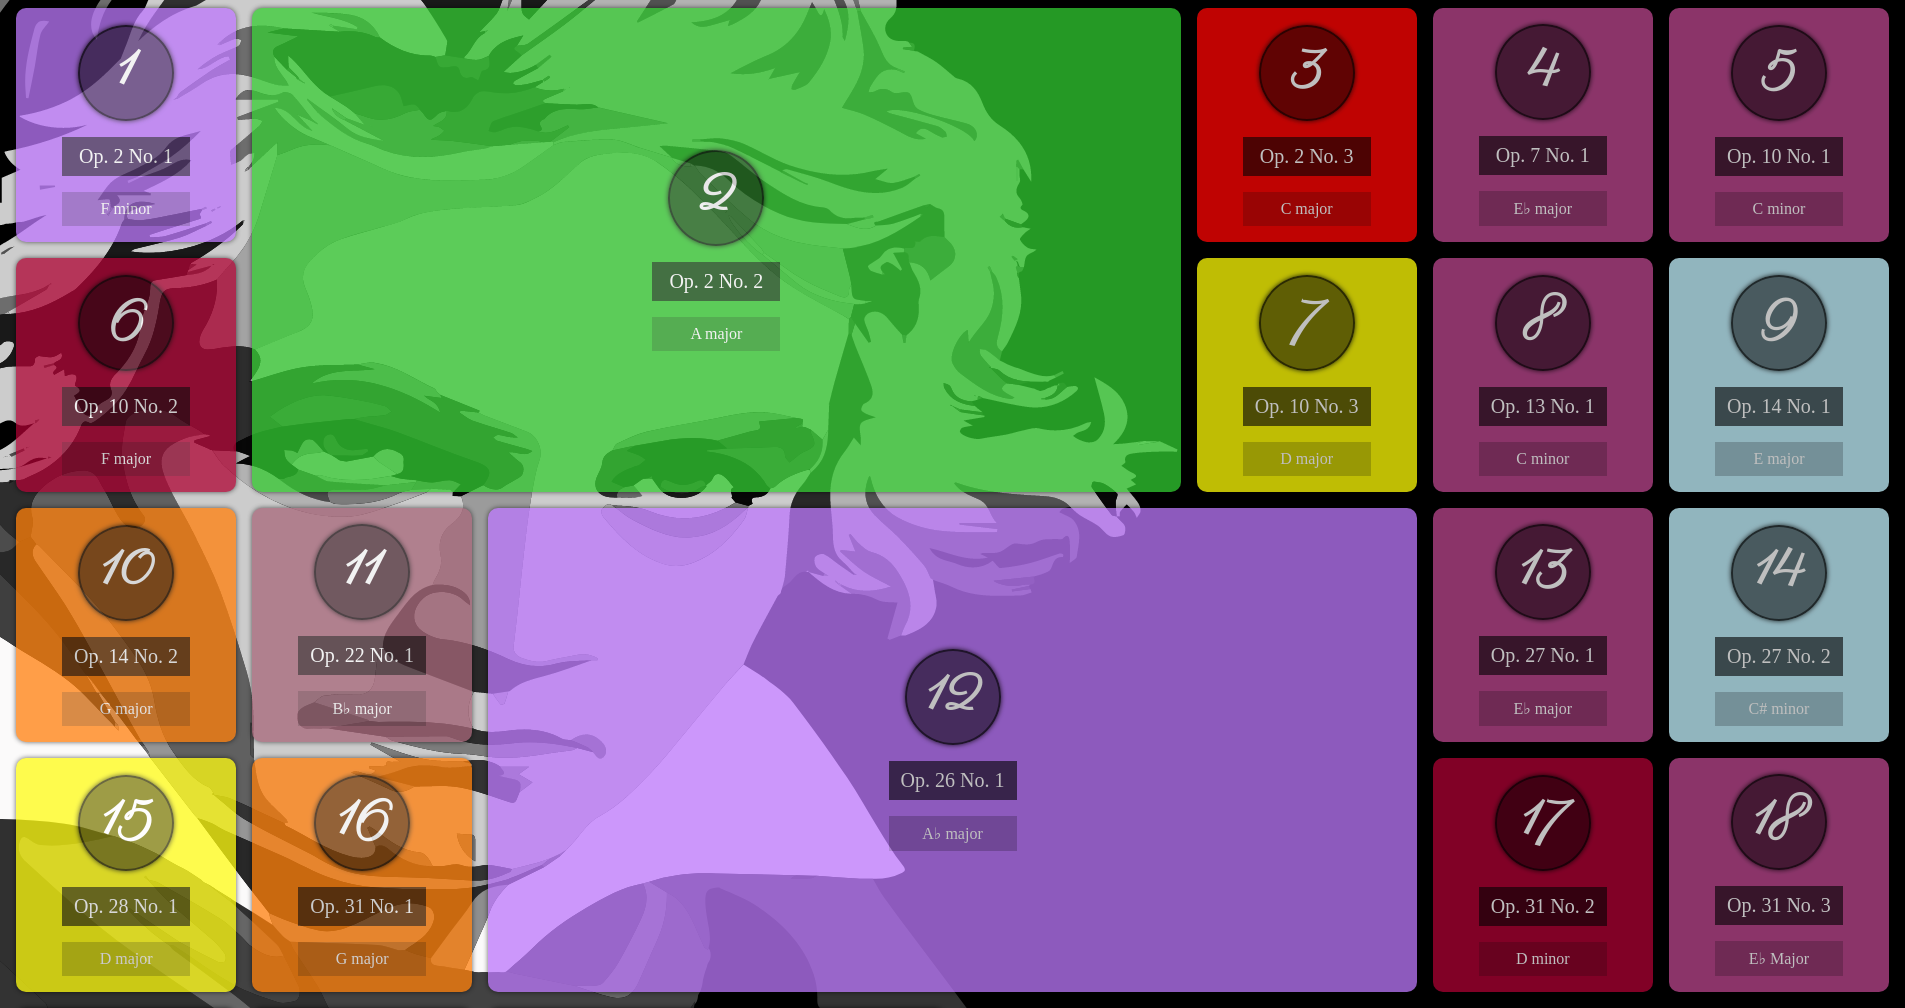 1
Op. 2 No. 1
F minor
2
Op. 2 No. 2
A major
3
Op. 2 No. 3
C major
4
Op. 7 No. 1
E♭ major
5
Op. 10 No. 1
C minor
6
Op. 10 No. 2
F major
7
Op. 10 No. 3
D major
8
Op. 13 No. 1
C minor
9
Op. 14 No. 1
E major
10
Op. 14 No. 2
G major
11
Op. 22 No. 1
B♭ major
12
Op. 26 No. 1
A♭ major
13
Op. 27 No. 1
E♭ major
14
Op. 27 No. 2
C# minor
15
Op. 28 No. 1
D major
16
Op. 31 No. 1
G major
17
Op. 31 No. 2
D minor
18
Op. 31 No. 3
E♭ Major